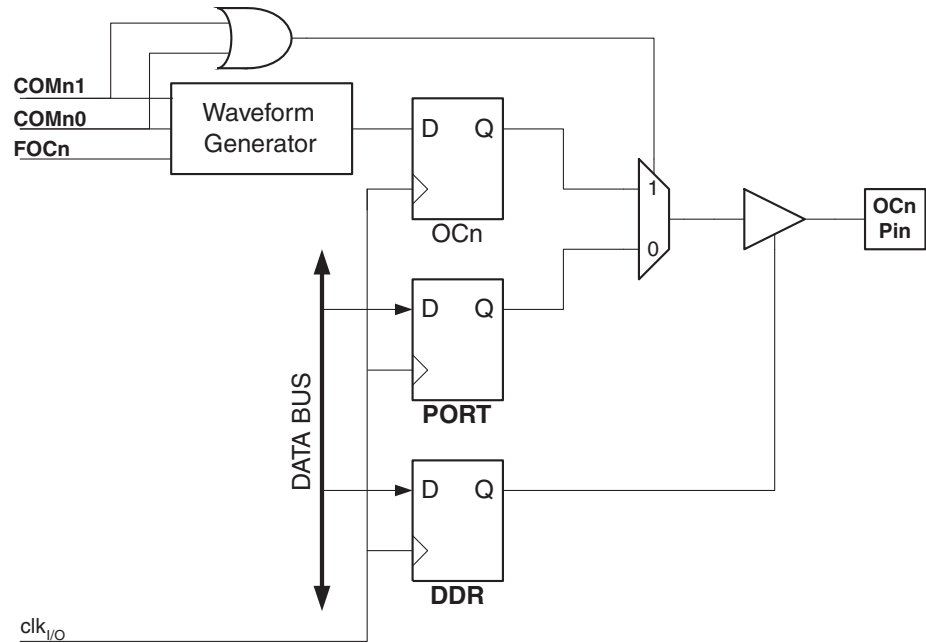 COMn1
COMn0
FOCn
Waveform
Generator
D Q
OCn
1
0
OCn
Pin
D Q
PORT
DATA BUS
D Q
DDR
clkI/O